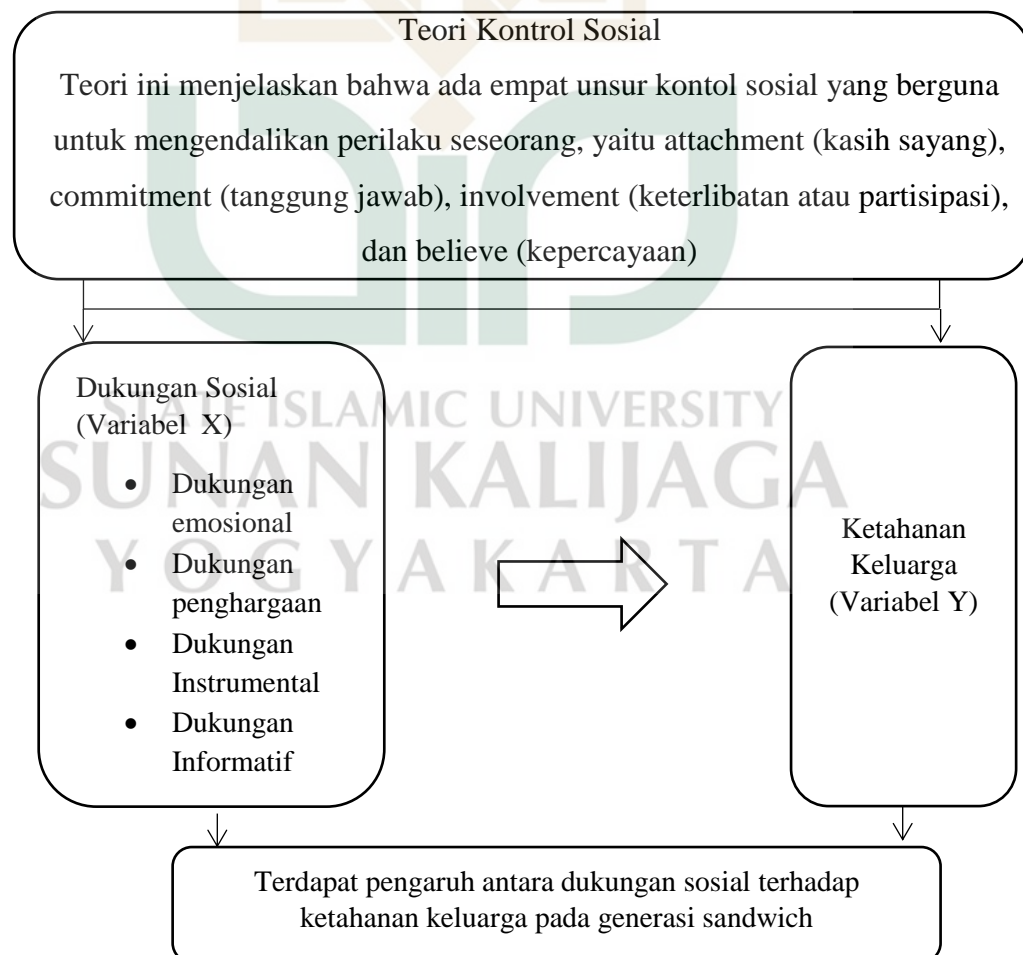 Teori Kontrol Sosial
Teori ini menjelaskan bahwa ada empat unsur kontol sosial yang berguna
untuk mengendalikan perilaku seseorang, yaitu attachment (kasih sayang),
commitment (tanggung jawab), involvement (keterlibatan atau partisipasi),
dan believe (kepercayaan)
Dukungan Sosial
(Variabel X)
• Dukungan
emosional
• Dukungan
penghargaan
• Dukungan
Instrumental
• Dukungan
Informatif
Ketahanan
Keluarga
(Variabel Y)
STATE ISLAMIC UNIVERSITY
SUNAN KALIJAGA
YOGYAKARTA
Terdapat pengaruh antara dukungan sosial terhadap
ketahanan keluarga pada generasi sandwich